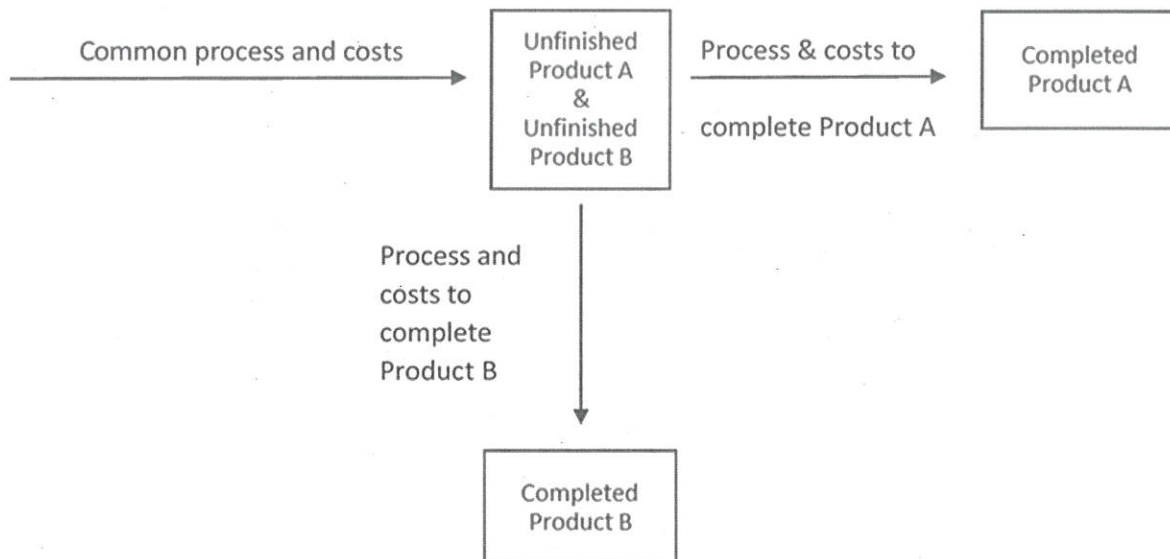 Common process and costs
Unfinished
Product A
&
Unfinished
Product B
Process & costs to
complete Product A
Completed
Product A
Process and
costs to
complete
Product B
Completed
Product B